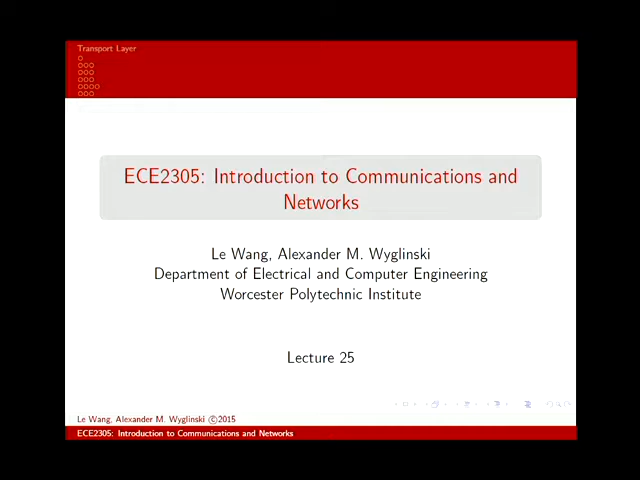 Transport Layer
ECE2305: Introduction to Communications and
Networks
Le Wang, Alexander M. Wyglinski
Department of Electrical and Computer Engineering
Worcester Polytechnic Institute
Lecture 25
Le Wang, Alexander M. Wyglinski ©2015
ECE2305: Introduction to Communications and Networks